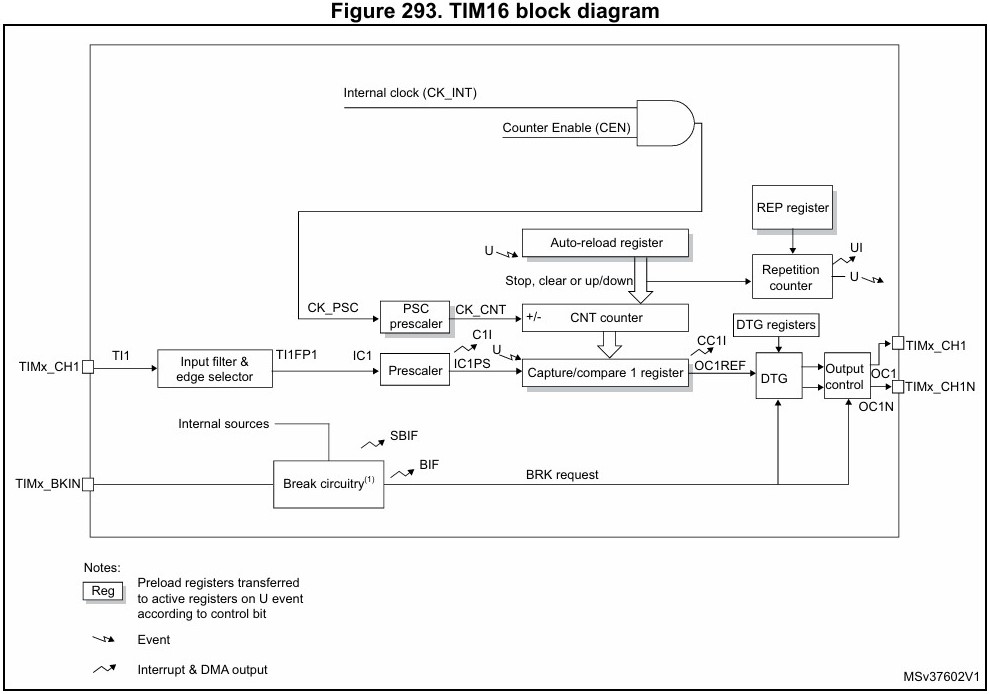 Figure 293. TIM16 block diagram
Internal clock (CK_INT)
Counter Enable (CEN)
REP register
U
Auto-reload register
UI
Stop, clear or up/down
Repetition
counter
U
CK_PSC
PSC
prescaler
CK_CNT
+/-
CNT counter
DTG registers
TIMx_CH1
TI1
Input filter &
edge selector
TI1FP1
IC1
Prescaler
C1I
IC1PS
U
Capture/compare 1 register
CC1I
OC1REF
DTG
Output
control
OC1
TIMx_CH1
TIMx_CH1N
OC1N
Internal sources
SBIF
BIF
TIMx_BKIN
Break circuitry(1)
BRK request
Notes:
Reg
Preload registers transferred
to active registers on U event
according to control bit
Event
Interrupt & DMA output
MSv37602V1